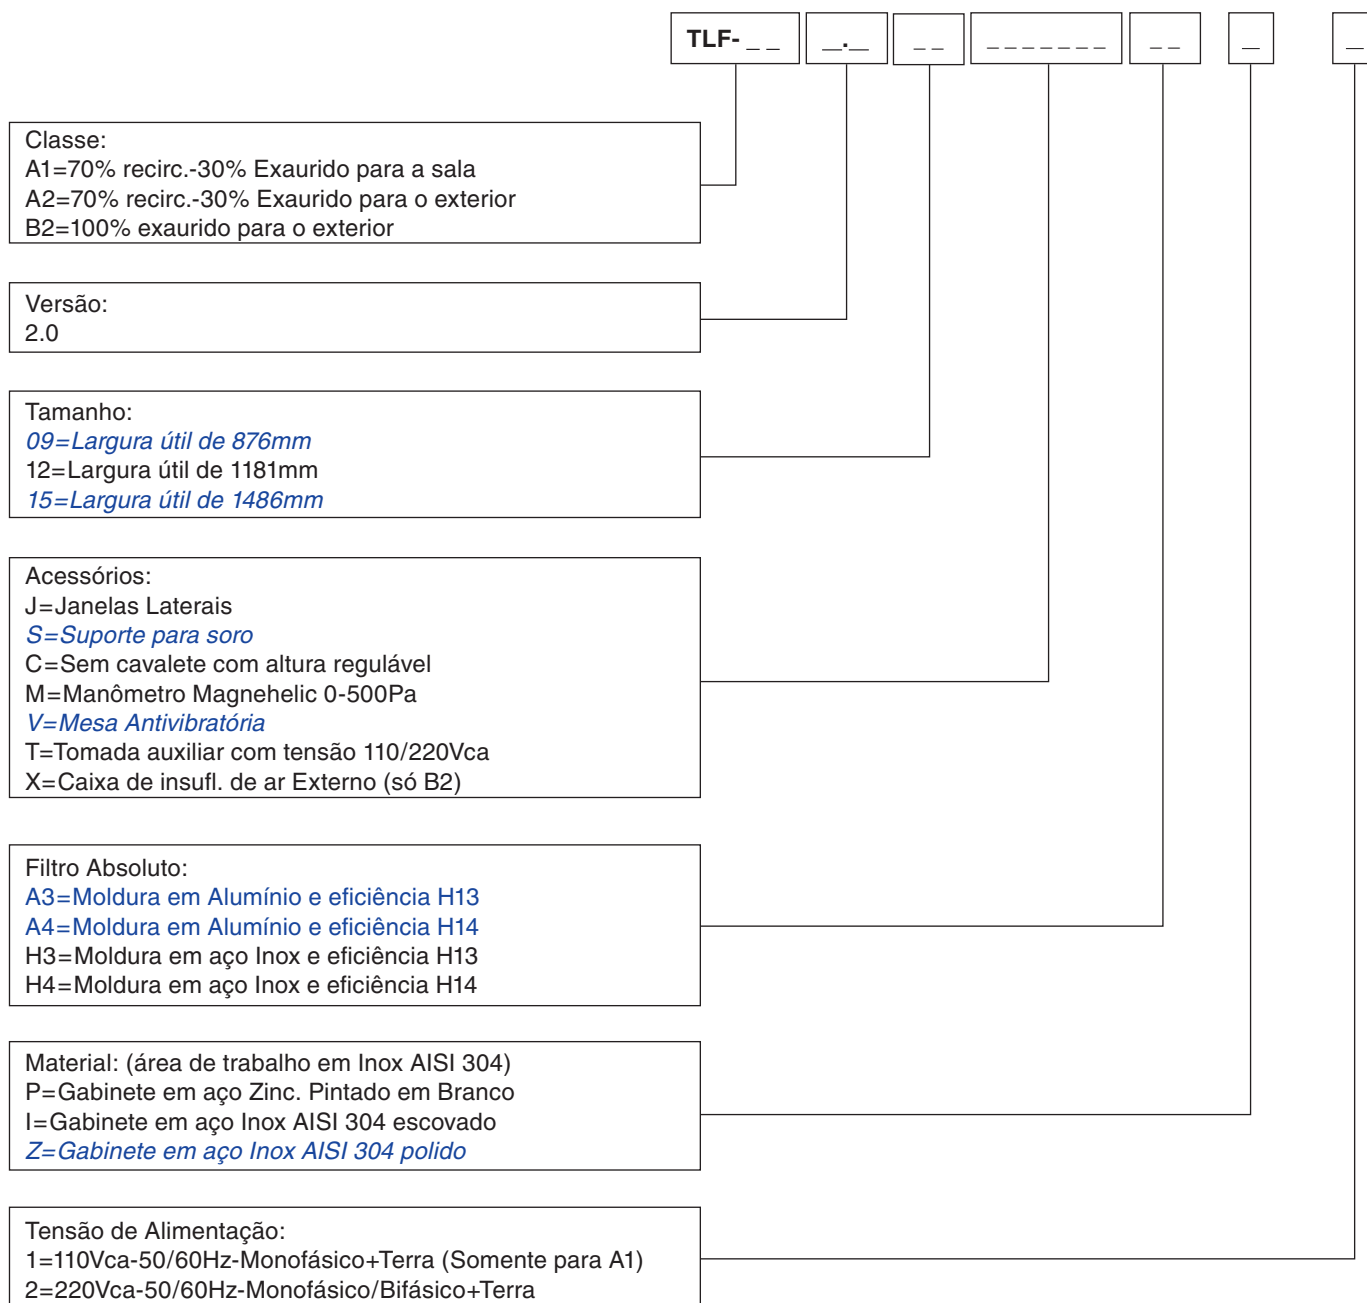 TLF- _ _ _._ _ _ _ _ _ _ _ _ _ _ _ _ _
Classe:
A1=70% recirc.-30% Exaurido para a sala
A2=70% recirc.-30% Exaurido para o exterior
B2=100% exaurido para o exterior
Versão:
2.0
Tamanho:
09=Largura útil de 876mm
12=Largura útil de 1181mm
15=Largura útil de 1486mm
Acessórios:
J=Janelas Laterais
S=Suporte para soro
C=Sem cavalete com altura regulável
M=Manômetro Magnehelic 0-500Pa
V=Mesa Antivibratória
T=Tomada auxiliar com tensão 110/220Vca
X=Caixa de insufl. de ar Externo (só B2)
Filtro Absoluto:
A3=Moldura em Alumínio e eficiência H13
A4=Moldura em Alumínio e eficiência H14
H3=Moldura em aço Inox e eficiência H13
H4=Moldura em aço Inox e eficiência H14
Material: (área de trabalho em Inox AISI 304)
P=Gabinete em aço Zinc. Pintado em Branco
I=Gabinete em aço Inox AISI 304 escovado
Z=Gabinete em aço Inox AISI 304 polido
Tensão de Alimentação:
1=110Vca-50/60Hz-Monofásico+Terra (Somente para A1)
2=220Vca-50/60Hz-Monofásico/Bifásico+Terra